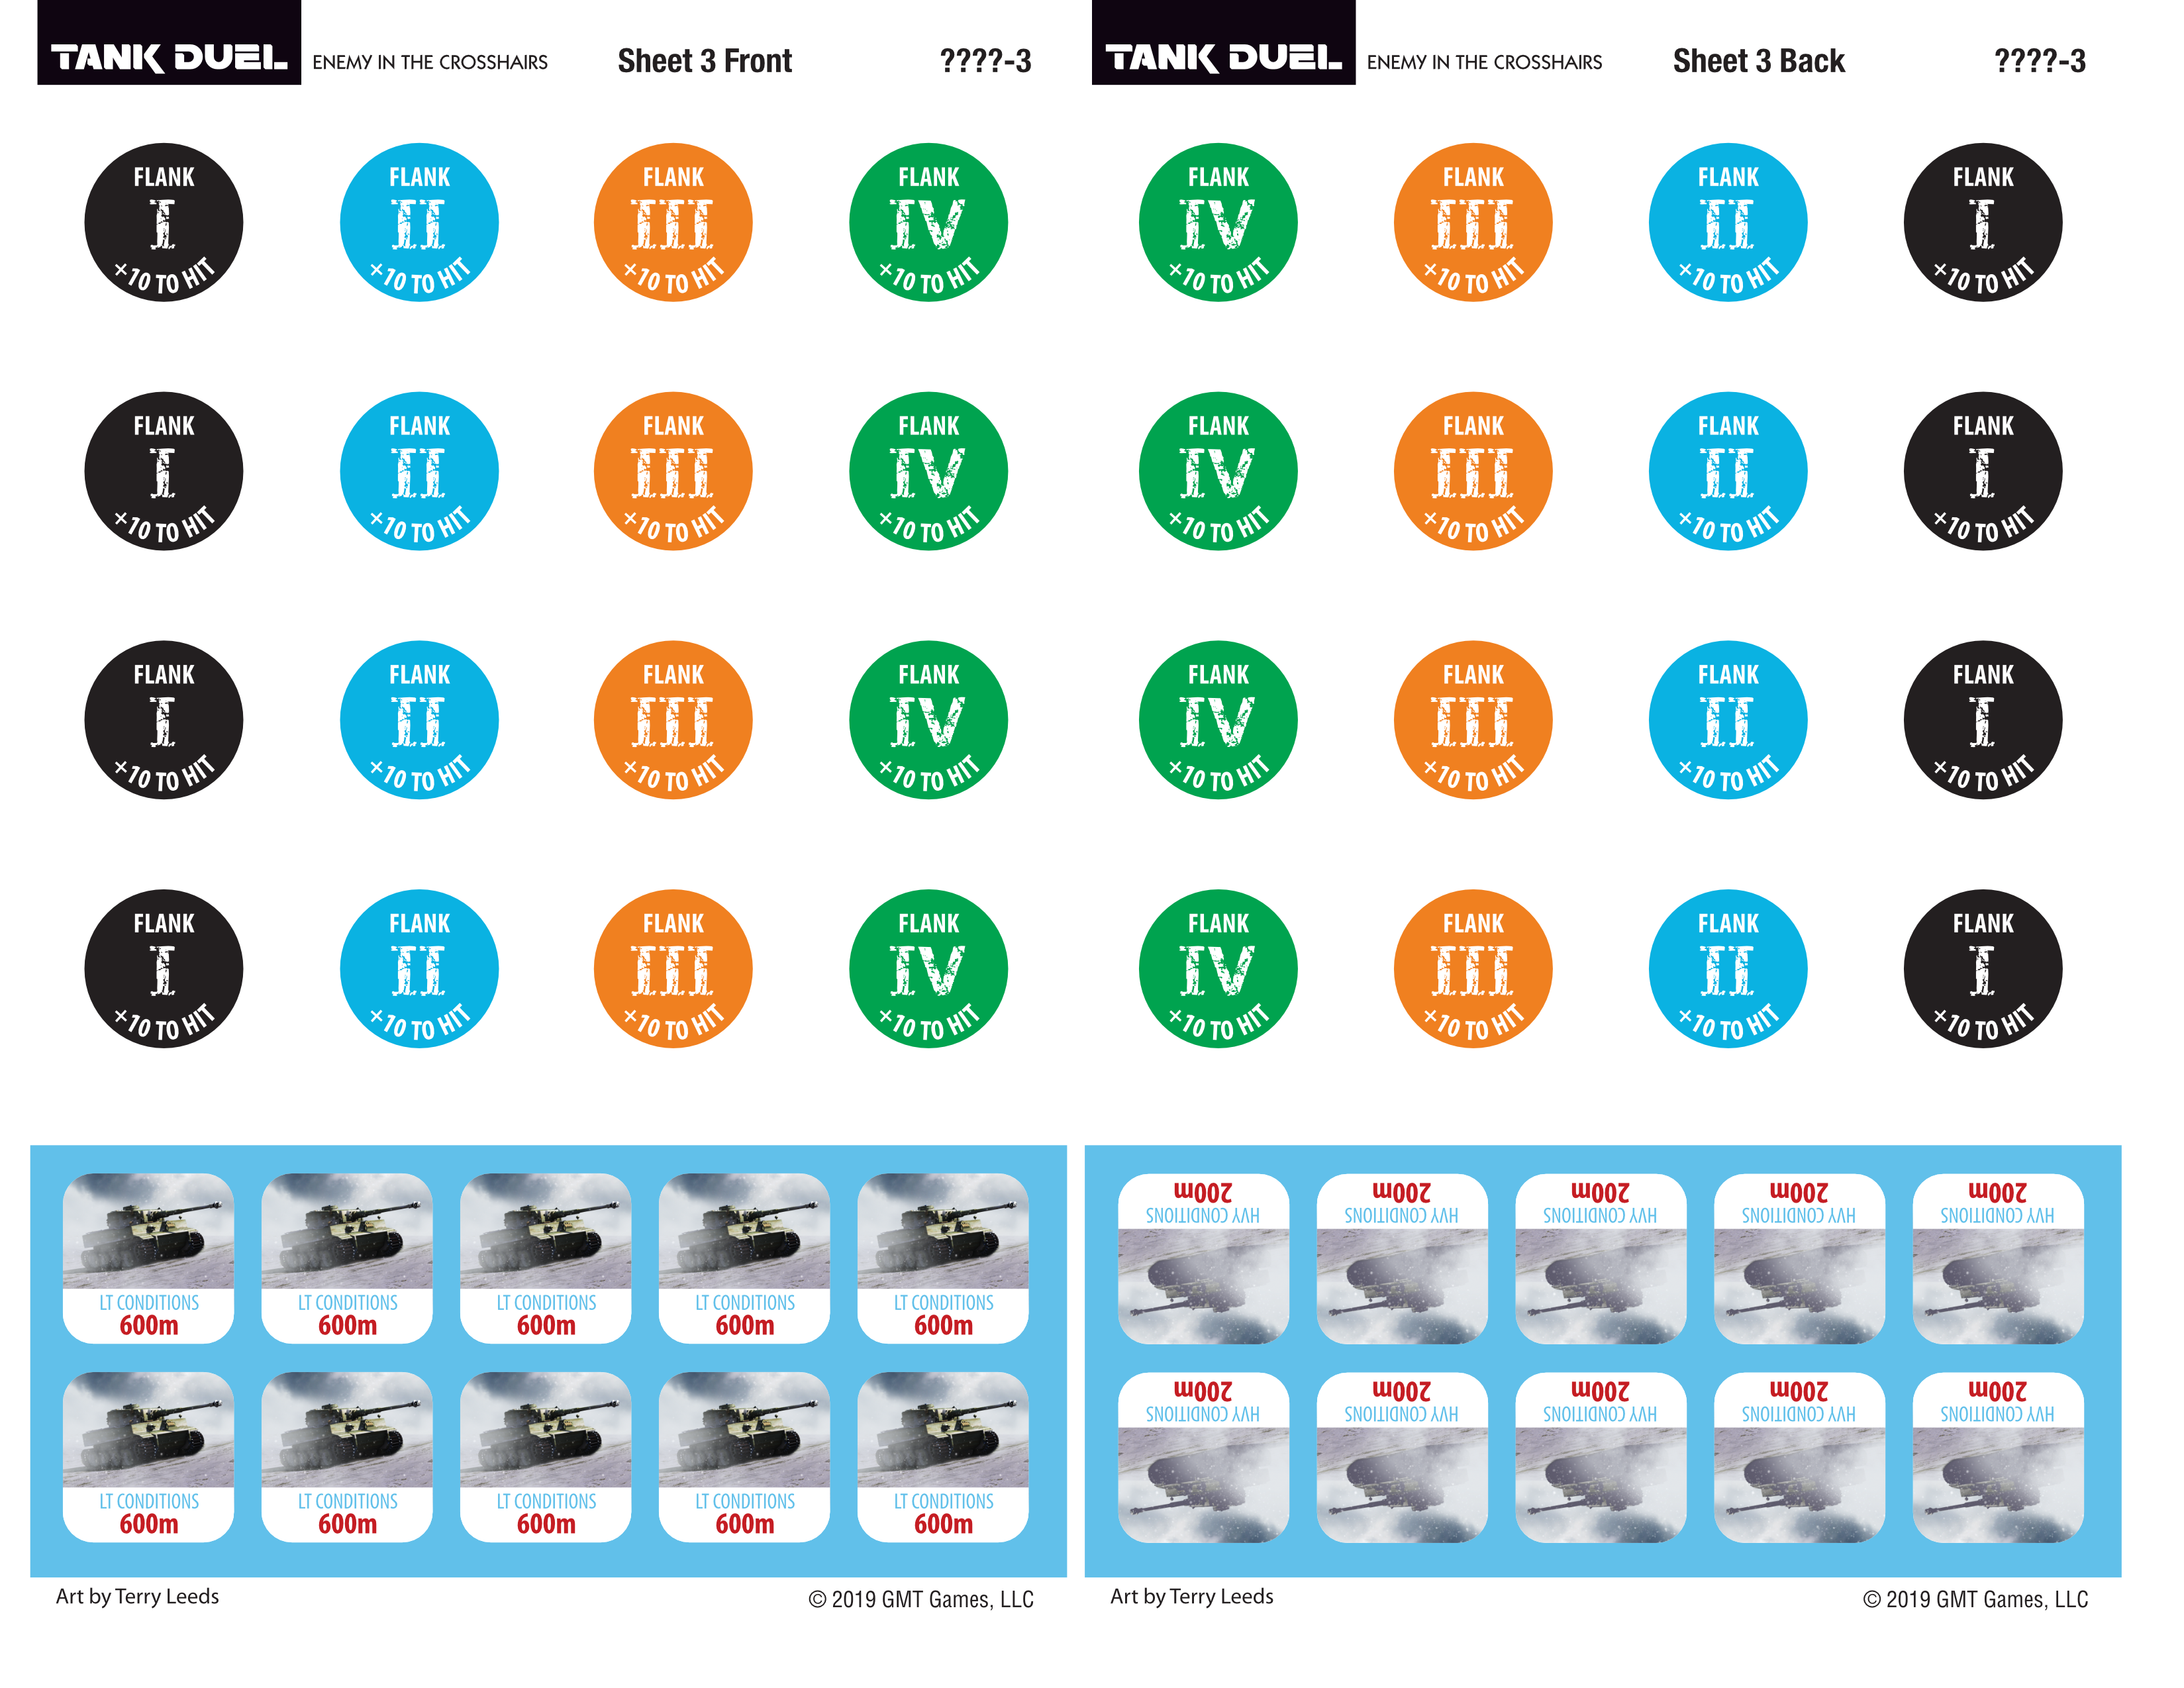 TANK DUEL ENEMY IN THE CROSSHAIRS Sheet 3 Front ????-3
FLANK FLANK FLANK FLANK
I II III IV
+10 TO HIT +10 TO HIT +10 TO HIT +10 TO HIT
FLANK FLANK FLANK FLANK
I II III IV
+10 TO HIT +10 TO HIT +10 TO HIT +10 TO HIT
FLANK FLANK FLANK FLANK
I II III IV
+10 TO HIT +10 TO HIT +10 TO HIT +10 TO HIT
FLANK FLANK FLANK FLANK
I II III IV
+10 TO HIT +10 TO HIT +10 TO HIT +10 TO HIT
LT CONDITIONS LT CONDITIONS LT CONDITIONS LT CONDITIONS LT CONDITIONS
600m 600m 600m 600m 600m
LT CONDITIONS LT CONDITIONS LT CONDITIONS LT CONDITIONS LT CONDITIONS
600m 600m 600m 600m 600m
Art by Terry Leeds © 2019 GMT Games, LLC
TANK DUEL ENEMY IN THE CROSSHAIRS Sheet 3 Back ????-3
FLANK FLANK FLANK FLANK
IV III II I
+10 TO HIT +10 TO HIT +10 TO HIT +10 TO HIT
FLANK FLANK FLANK FLANK
IV III II I
+10 TO HIT +10 TO HIT +10 TO HIT +10 TO HIT
FLANK FLANK FLANK FLANK
IV III II I
+10 TO HIT +10 TO HIT +10 TO HIT +10 TO HIT
FLANK FLANK FLANK FLANK
IV III II I
+10 TO HIT +10 TO HIT +10 TO HIT +10 TO HIT
HVY CONDITIONS HVY CONDITIONS HVY CONDITIONS HVY CONDITIONS HVY CONDITIONS
200m 200m 200m 200m 200m
HVY CONDITIONS HVY CONDITIONS HVY CONDITIONS HVY CONDITIONS HVY CONDITIONS
200m 200m 200m 200m 200m
Art by Terry Leeds © 2019 GMT Games, LLC